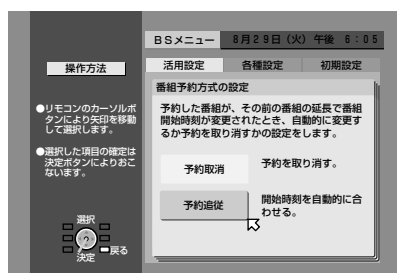 BSメニュー 8月29日(火) 午後 6:05
操作方法
活用設定 各種設定 初期設定
番組予約方式の設定
●リモコンのカーソルボ
タンにより矢印を移動
して選択します。
●選択した項目の確定は
決定ボタンによりおこ
ないます。
予約した番組が、その前の番組の延長で番組
開始時刻が変更されたとき、自動的に変更す
るか予約を取り消すかの設定をします。
予約取消 予約を取り消す。
予約追従 開始時刻を自動的に合
わせる。
選択
戻る
決定